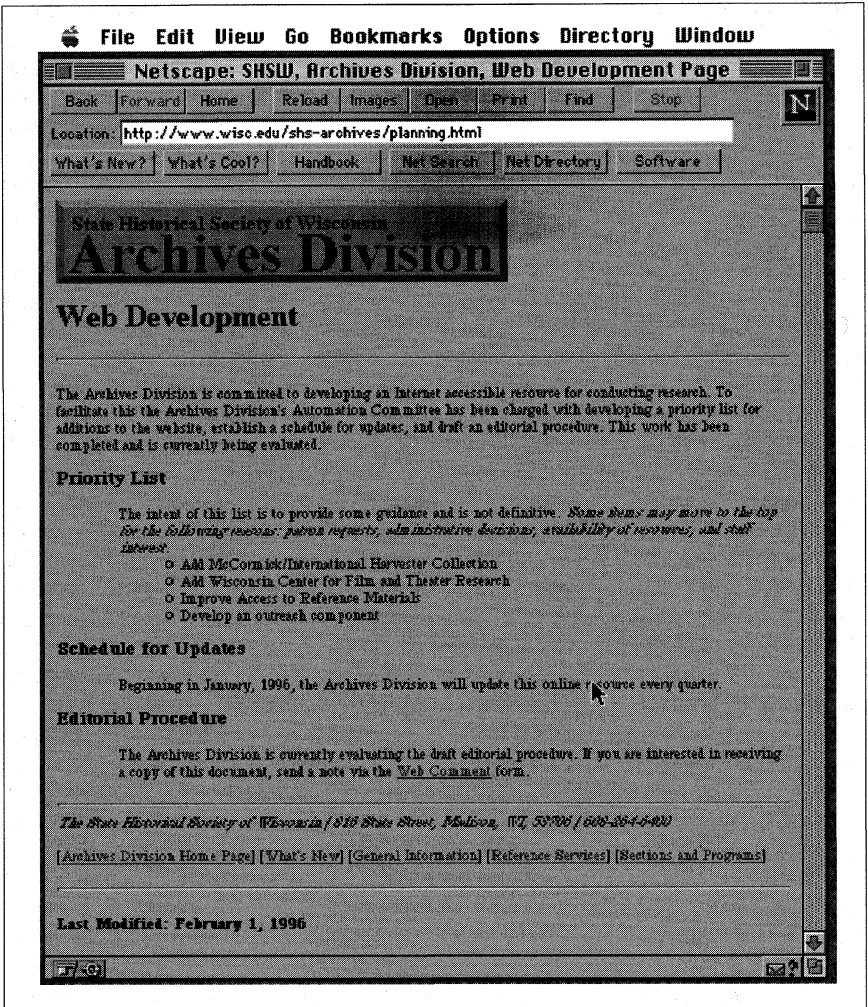 File Edit View Go Bookmarks Options Directory Window
Netscape: SHSW, Archives Division, Web Development Page
Back Forward Home Reload Images Open Print Find Stop
N
Location: http://www.wisc.edu/shs-archives/planning.html
What's New? What's Cool? Handbook Net Search Net Directory Software
State Historical Society of Wisconsin
Archives Division
Web Development
The Archives Division is committed to developing an Internet accessible resource for conducting research. To
facilitate this the Archives Division's Automation Committee has been charged with developing a priority list for
additions to the website, establish a schedule for updates, and draft an editorial procedure. This work has been
completed and is currently being evaluated.
Priority List
The intent of this list is to provide some guidance and is not definitive. Some items may move to the top
for the following reasons: patron requests, administrative decisions, availability of resources, and staff
interest.
Add McCormick/International Harvester Collection
Add Wisconsin Center for Film and Theater Research
Improve Access to Reference Materials
Develop an outreach component
Schedule for Updates
Beginning in January, 1996, the Archives Division will update this online resource every quarter.
Editorial Procedure
The Archives Division is currently evaluating the draft editorial procedure. If you are interested in receiving
a copy of this document, send a note via the Web Comment form.
The State Historical Society of Wisconsin / 816 State Street, Madison, WI, 53706 / 608-264-6400
[Archives Division Home Page] [What's New] [General Information] [Reference Services] [Sections and Programs]
Last Modified: February 1, 1996